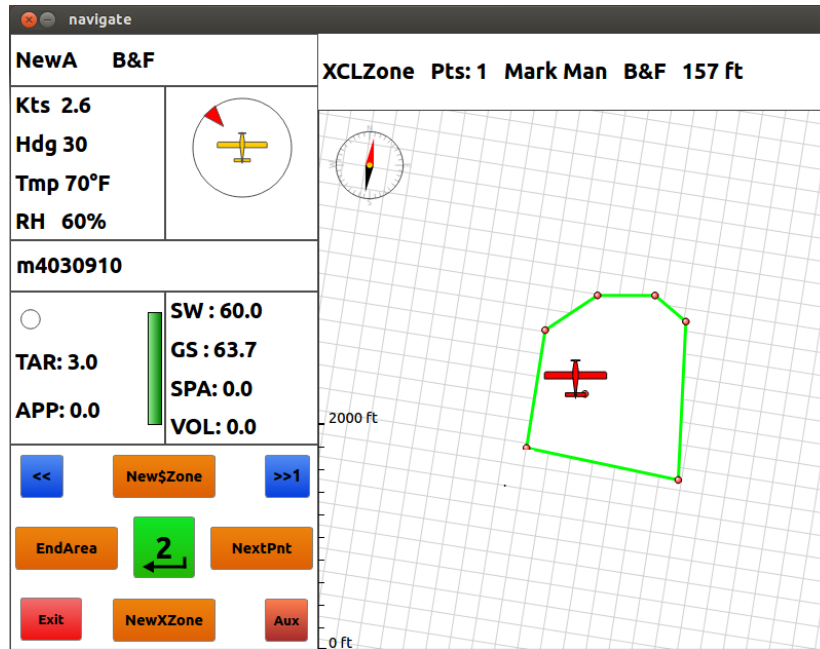 navigate
NewA B&F
XCLZone Pts: 1 Mark Man B&F 157 ft
Kts 2.6
Hdg 30
Tmp 70°F
RH 60%
m4030910
TAR: 3.0
APP: 0.0
SW : 60.0
GS : 63.7
SPA: 0.0
VOL: 0.0
<<
New$Zone
>>1
EndArea
2
NextPnt
Exit
NewXZone
Aux
2000 ft
0 ft